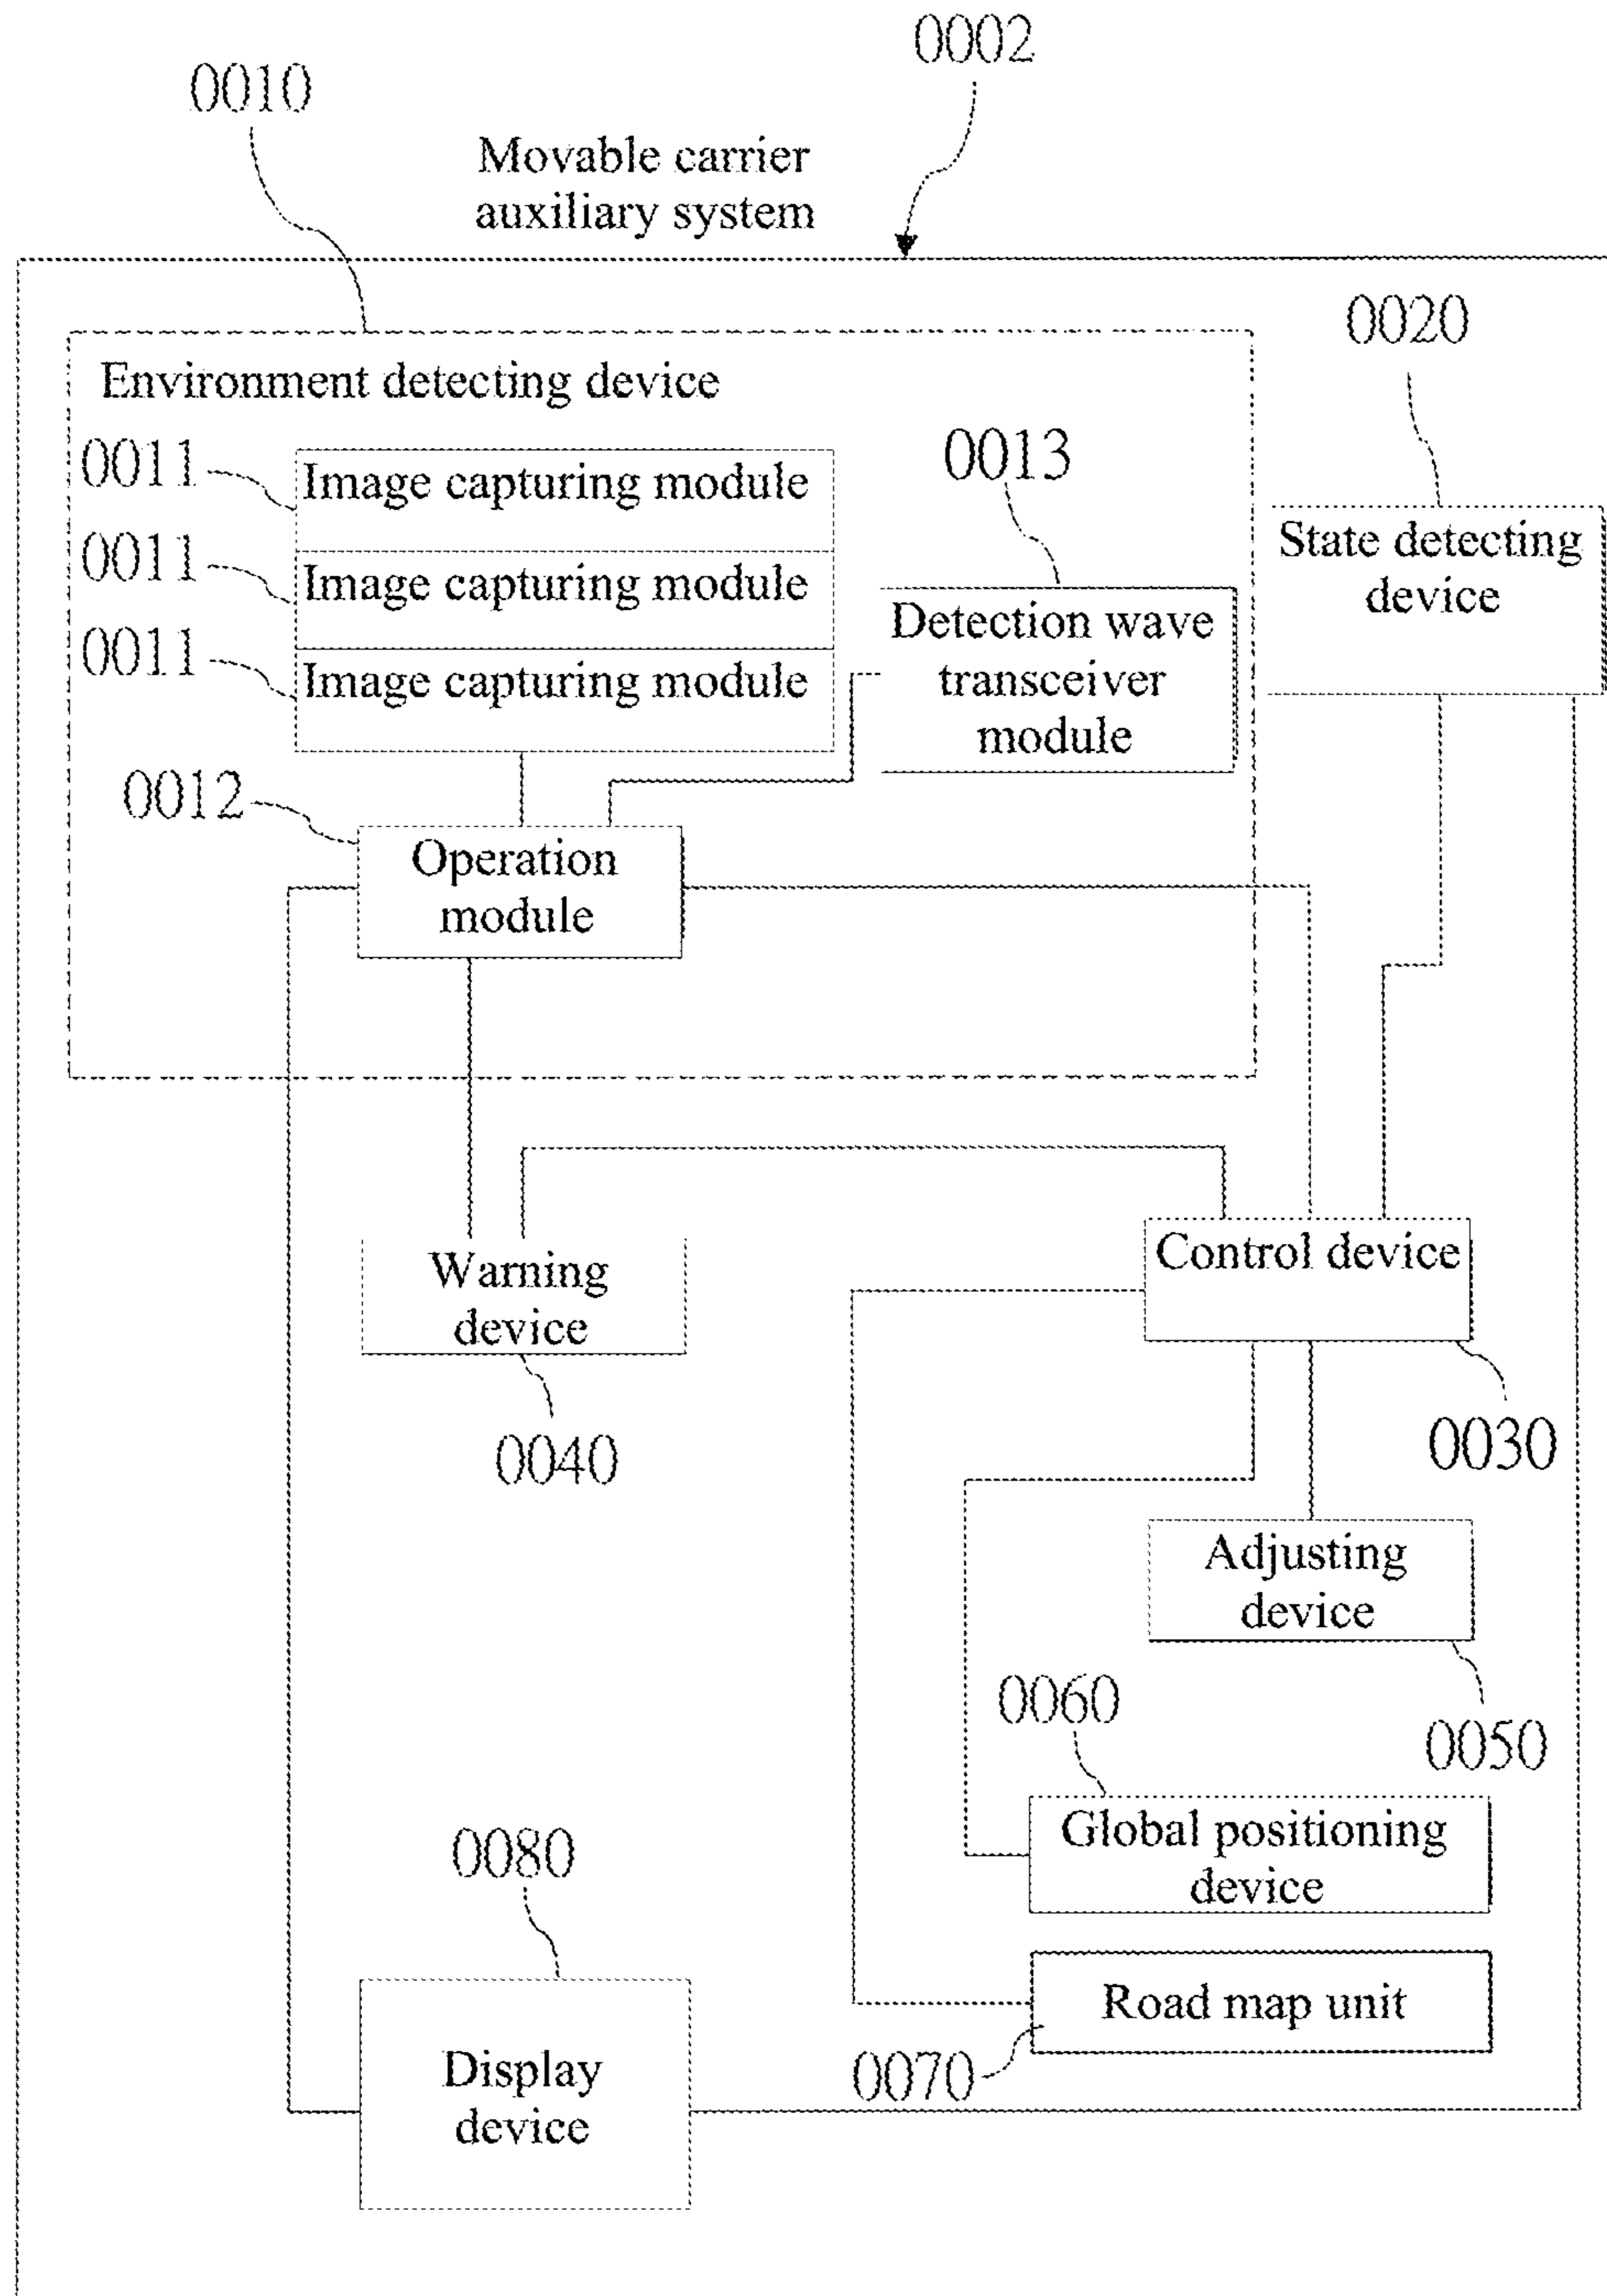 0002
0010
Movable carrier
auxiliary system
0020
Environment detecting device
0011
Image capturing module
0013
0011
Image capturing module
0011
Image capturing module
Detection wave
transceiver
module
State detecting
device
0012
Operation
module
Warning
device
0040
Control device
0030
Adjusting
device
0050
0060
Global positioning
device
0080
Display
device
Road map unit
0070